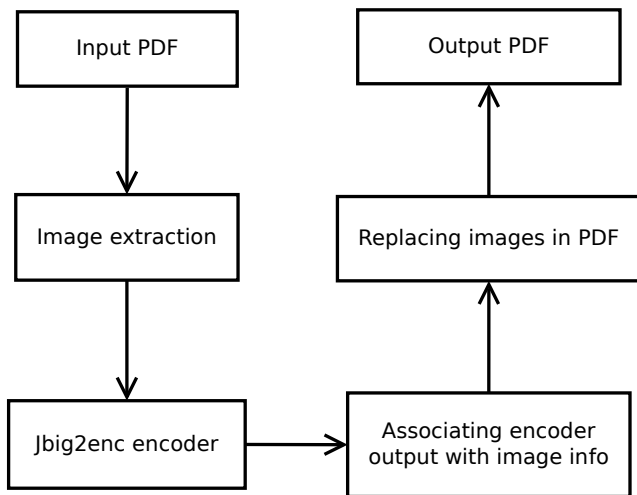 Input PDF
Image extraction
Jbig2enc encoder
Associating encoder
output with image info
Replacing images in PDF
Output PDF